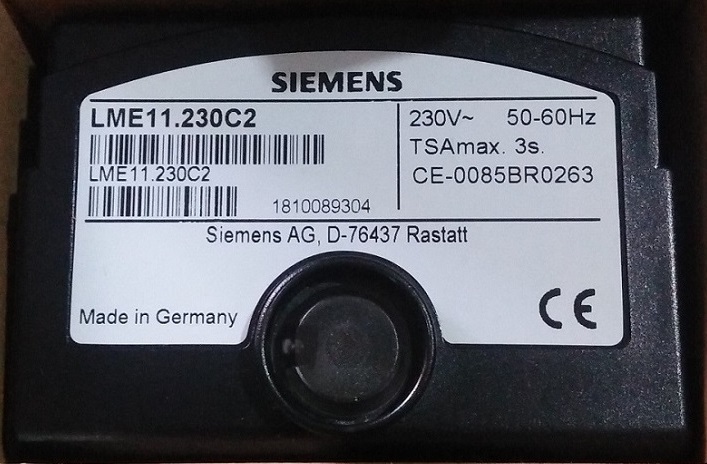 SIEMENS
LME11.230C2
LME11.230C2
1810089304
230V~ 50-60Hz
TSAmax. 3s.
CE-0085BR0263
Siemens AG, D-76437 Rastatt
Made in Germany
CE